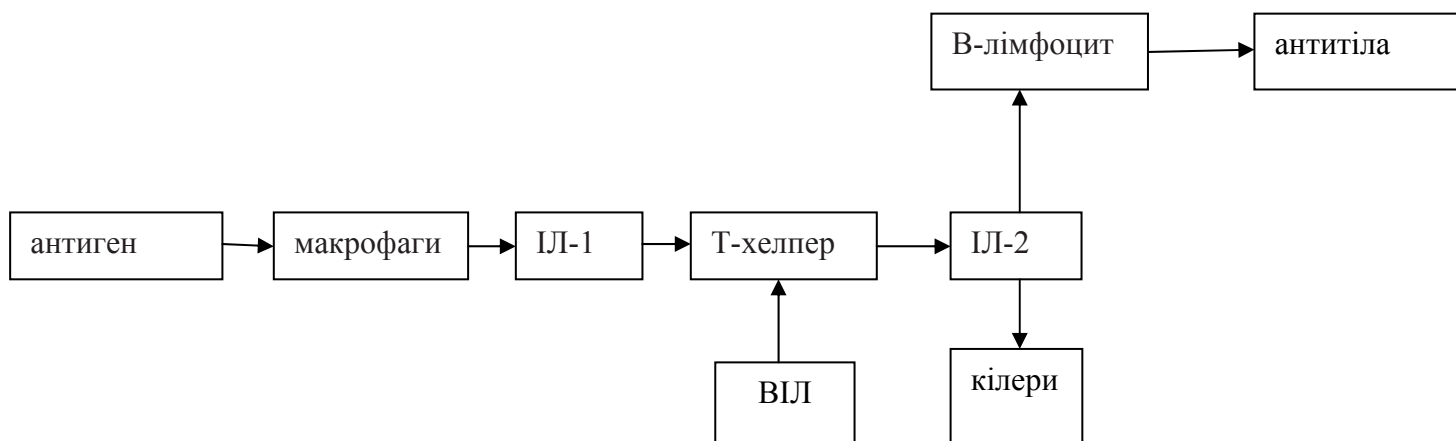 В-лімфоцит
антитіла
антиген
макрофаги
ІЛ-1
Т-хелпер
ІЛ-2
ВІЛ
кілери